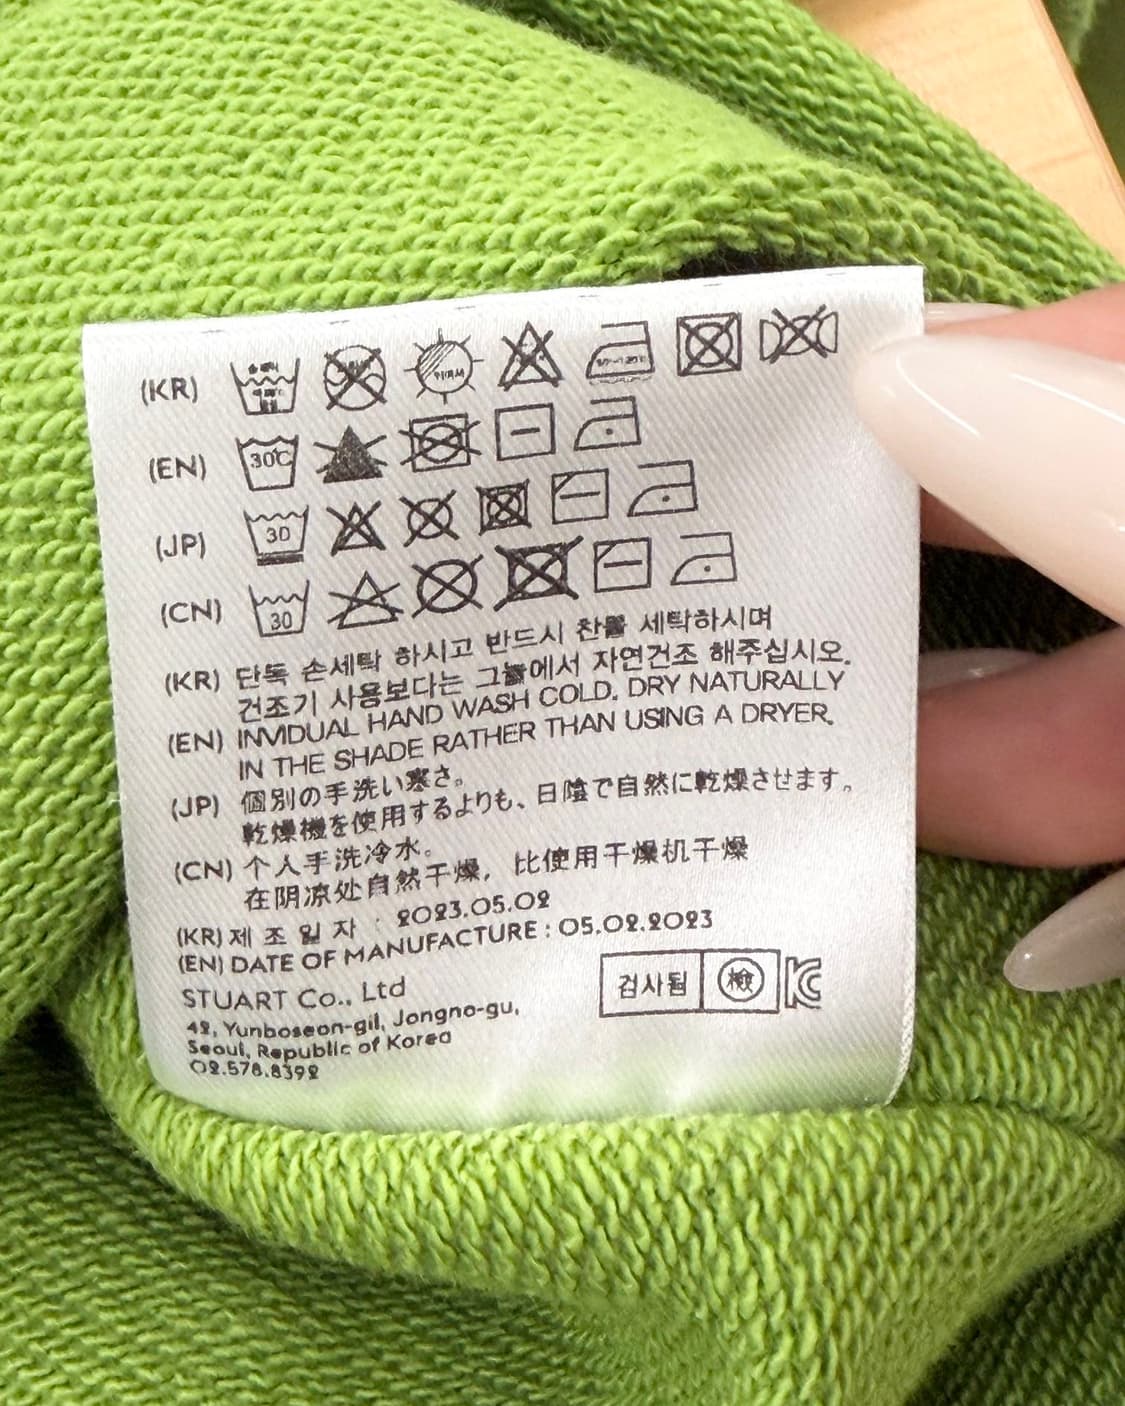 (KR)
(EN) 30℃
(JP) 30
(CN) 30
(KR) 단독 손세탁 하시고 반드시 찬물 세탁하시며
건조기 사용보다는 그늘에서 자연건조 해주십시오.
(EN) INVIDUAL HAND WASH COLD. DRY NATURALLY
IN THE SHADE RATHER THAN USING A DRYER.
(JP) 個別の手洗い寒さ。
乾燥機を使用するよりも、日陰で自然に乾燥させます。
(CN) 个人手洗冷水。
在阴凉处自然干燥，比使用干燥机干燥
(KR) 제 조 일 자 : 2023.05.02
(EN) DATE OF MANUFACTURE : 05.02.2023
STUART Co., Ltd
42, Yunboseon-gil, Jongno-gu,
Seoul, Republic of Korea
02.578.8392
검사됨 檢 KC